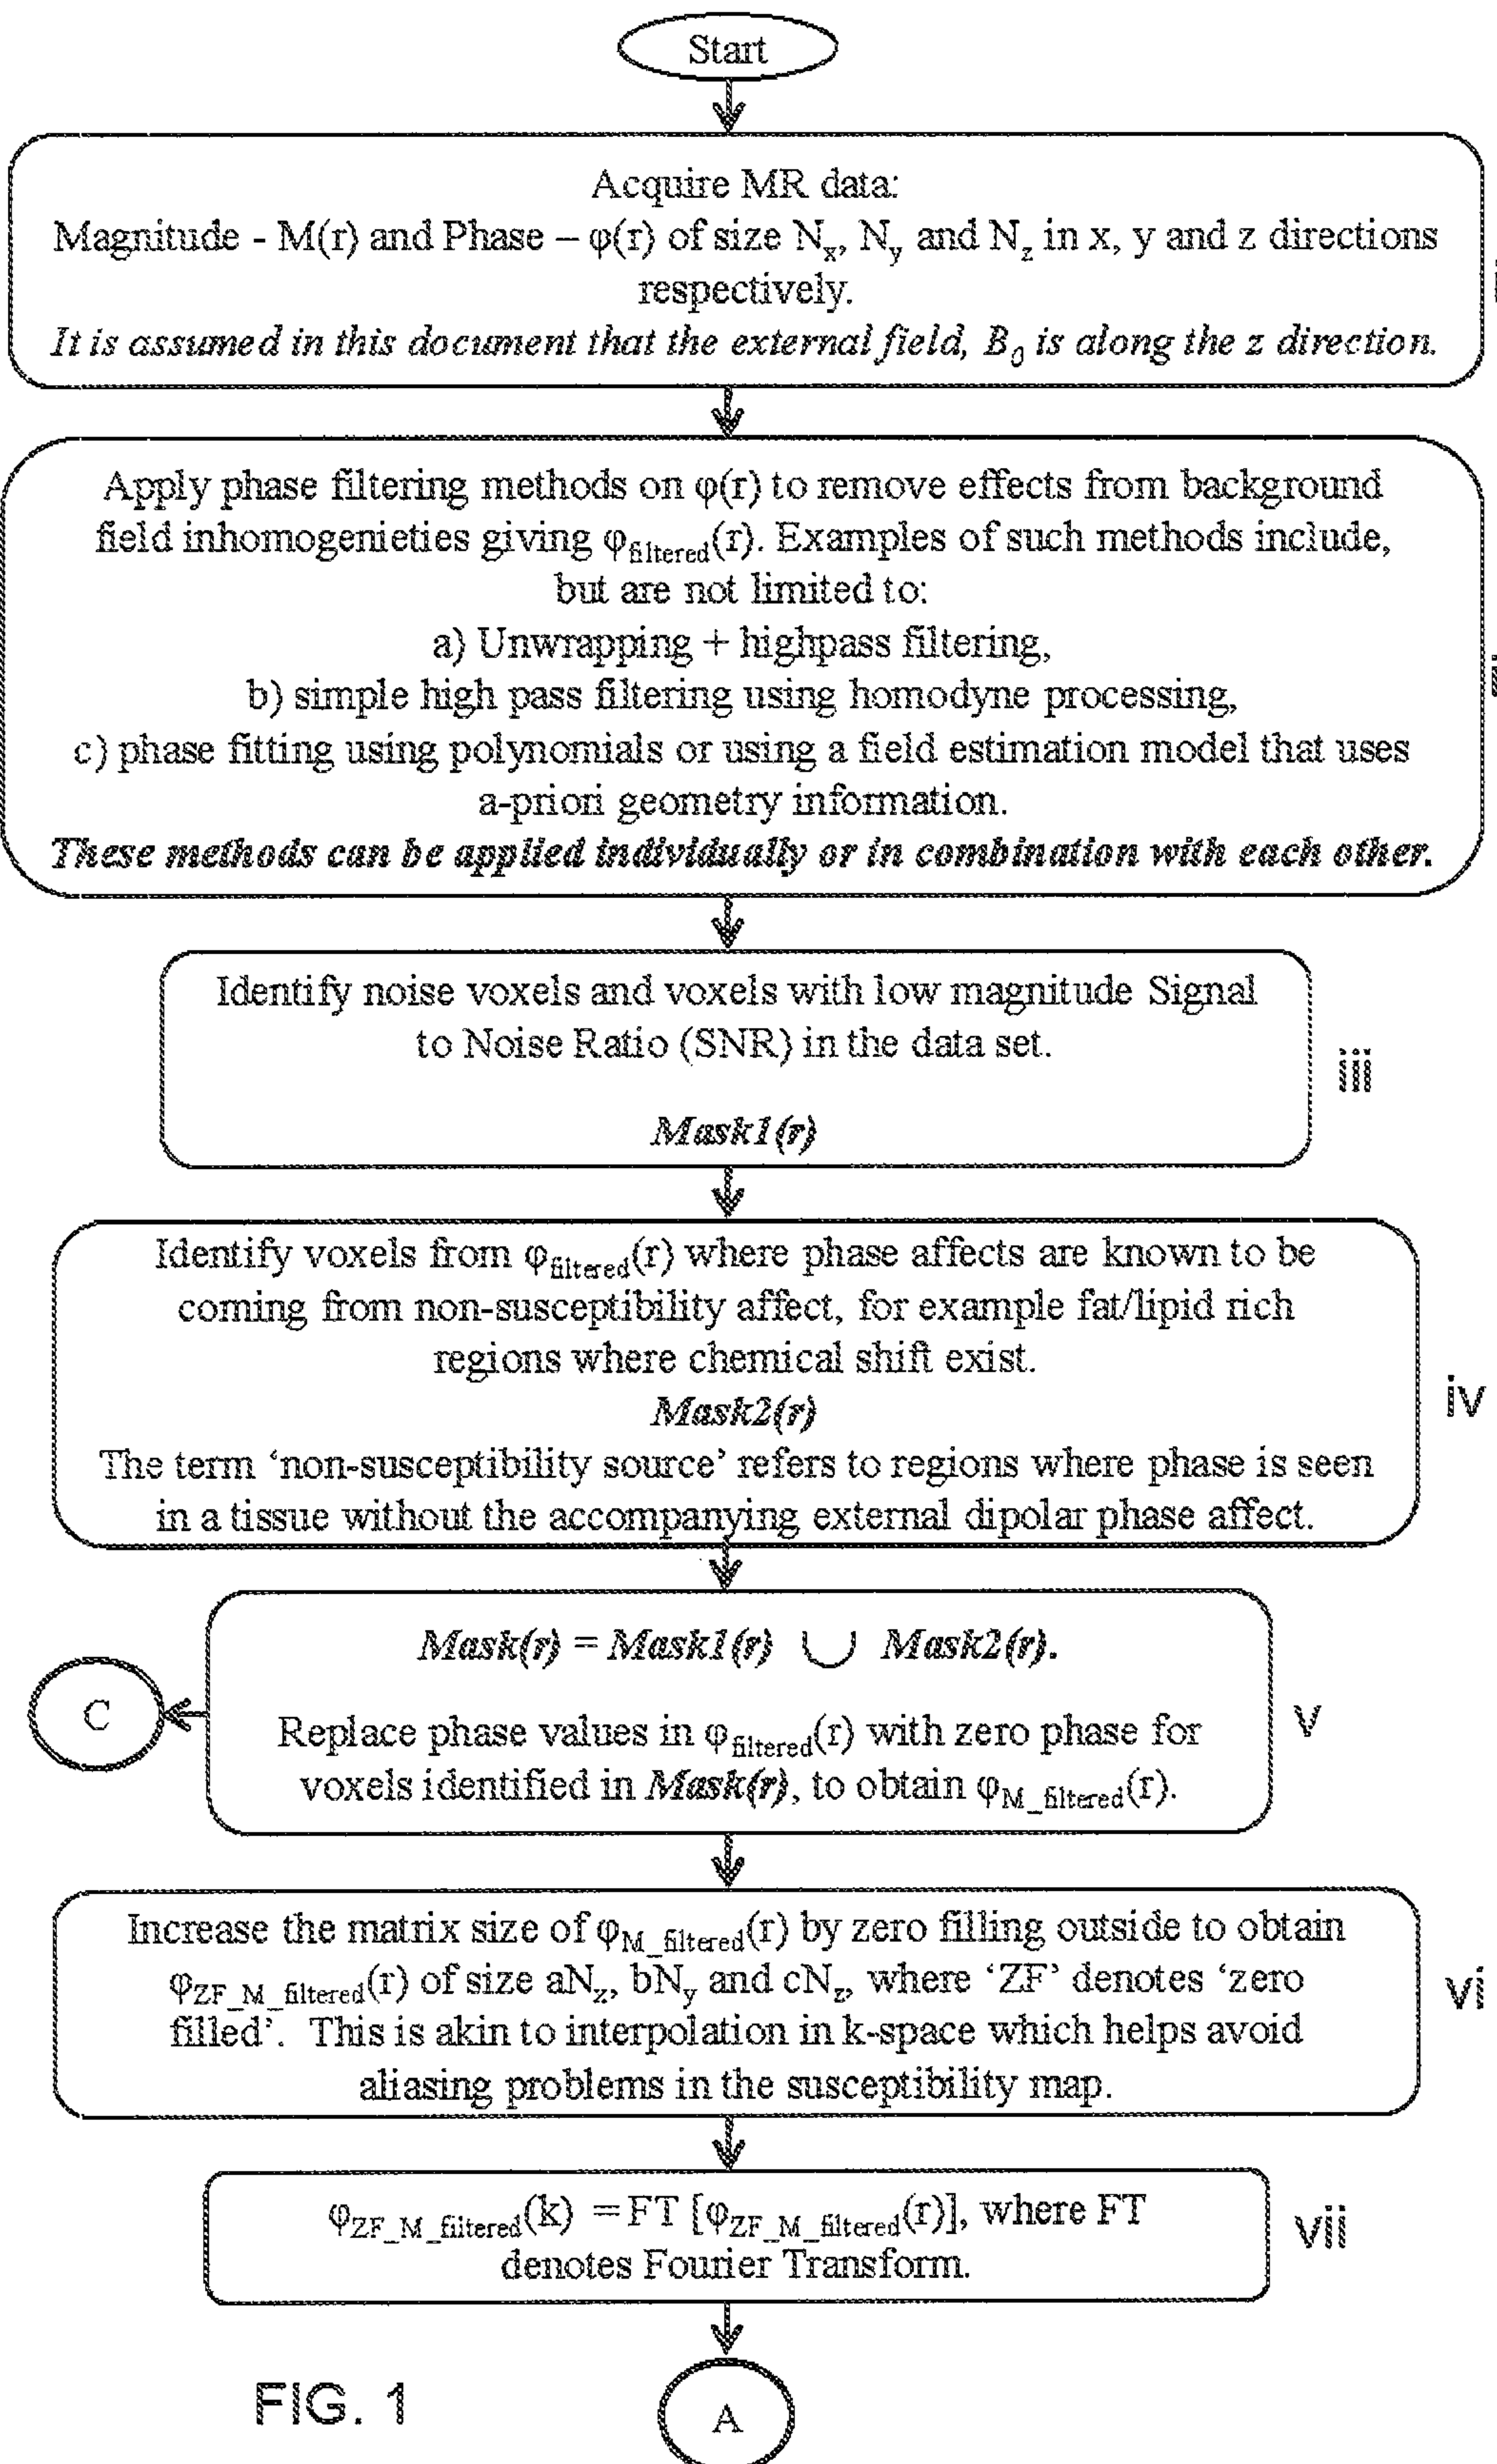 Start
Acquire MR data:
Magnitude - M(r) and Phase – φ(r) of size Nx, Ny and Nz in x, y and z directions
respectively.
It is assumed in this document that the external field, B0 is along the z direction.
Apply phase filtering methods on φ(r) to remove effects from background
field inhomogenieties giving φfiltered(r). Examples of such methods include,
but are not limited to:
a) Unwrapping + highpass filtering,
b) simple high pass filtering using homodyne processing,
c) phase fitting using polynomials or using a field estimation model that uses
a-priori geometry information.
These methods can be applied individually or in combination with each other.
Identify noise voxels and voxels with low magnitude Signal
to Noise Ratio (SNR) in the data set.
Mask1(r)
iii
Identify voxels from φfiltered(r) where phase affects are known to be
coming from non-susceptibility affect, for example fat/lipid rich
regions where chemical shift exist.
Mask2(r)
The term ‘non-susceptibility source’ refers to regions where phase is seen
in a tissue without the accompanying external dipolar phase affect.
iv
Mask(r) = Mask1(r) ∪ Mask2(r).
Replace phase values in φfiltered(r) with zero phase for
voxels identified in Mask(r), to obtain φM_filtered(r).
v
C
Increase the matrix size of φM_filtered(r) by zero filling outside to obtain
φZF_M_filtered(r) of size aNz, bNy and cNz, where ‘ZF’ denotes ‘zero
filled’. This is akin to interpolation in k-space which helps avoid
aliasing problems in the susceptibility map.
vi
φZF_M_filtered(k) = FT [φZF_M_filtered(r)], where FT
denotes Fourier Transform.
vii
FIG. 1
A